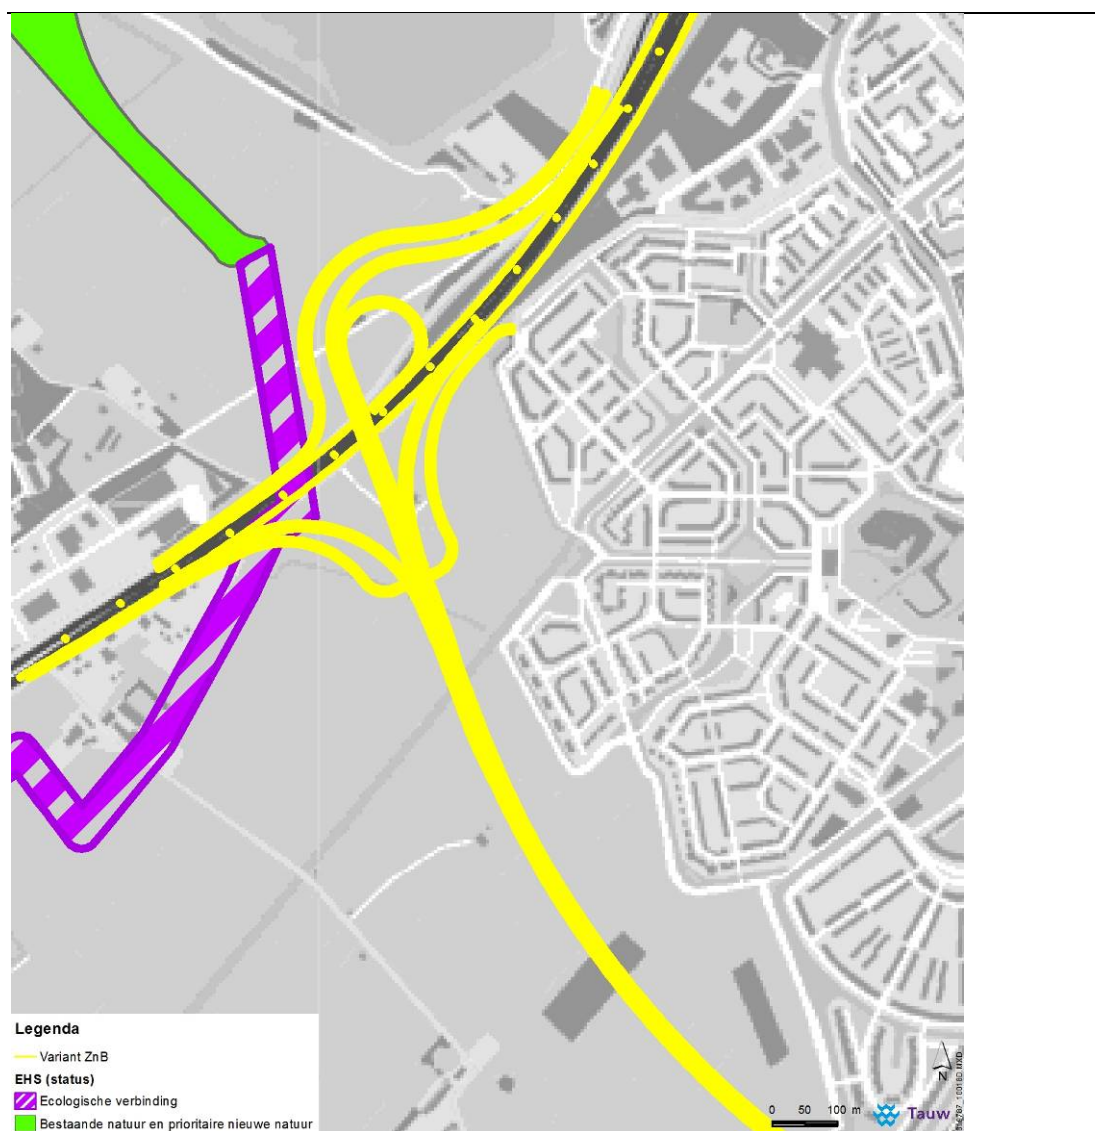 Legenda
Variant ZnB
EHS (status)
Ecologische verbinding
Bestaande natuur en prioritaire nieuwe natuur
N
0 50 100 m
Tauw